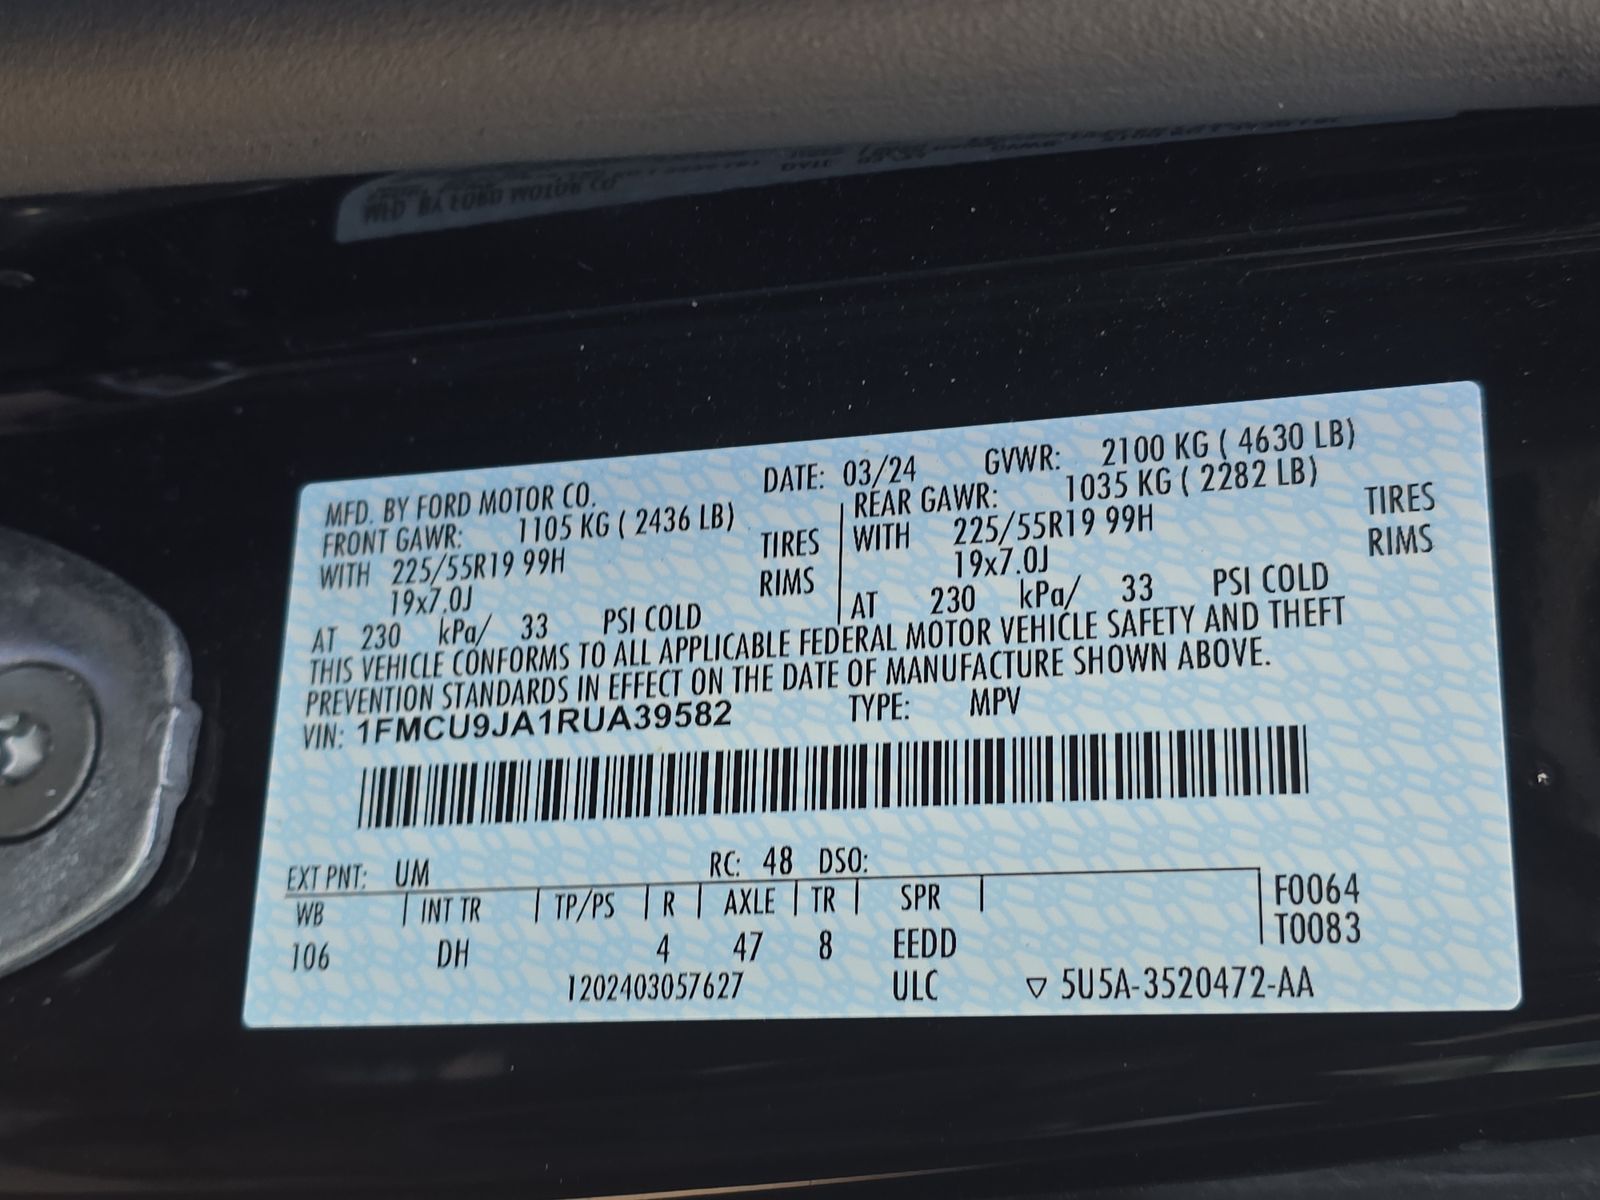 MFD. BY FORD MOTOR CO. DATE: 03/24 GVWR: 2100 KG ( 4630 LB)
FRONT GAWR: 1105 KG ( 2436 LB) REAR GAWR: 1035 KG ( 2282 LB)
WITH 225/55R19 99H TIRES WITH 225/55R19 99H TIRES
19x7.0J RIMS 19x7.0J RIMS
AT 230 kPa/ 33 PSI COLD AT 230 kPa/ 33 PSI COLD
THIS VEHICLE CONFORMS TO ALL APPLICABLE FEDERAL MOTOR VEHICLE SAFETY AND THEFT
PREVENTION STANDARDS IN EFFECT ON THE DATE OF MANUFACTURE SHOWN ABOVE.
VIN: 1FMCU9JA1RUA39582 TYPE: MPV
EXT PNT: UM RC: 48 DSO:
WB | INT TR | TP/PS | R | AXLE | TR | SPR | F0064
106 DH 4 47 8 EEDD T0083
1202403057627 ULC ▽ 5U5A-3520472-AA